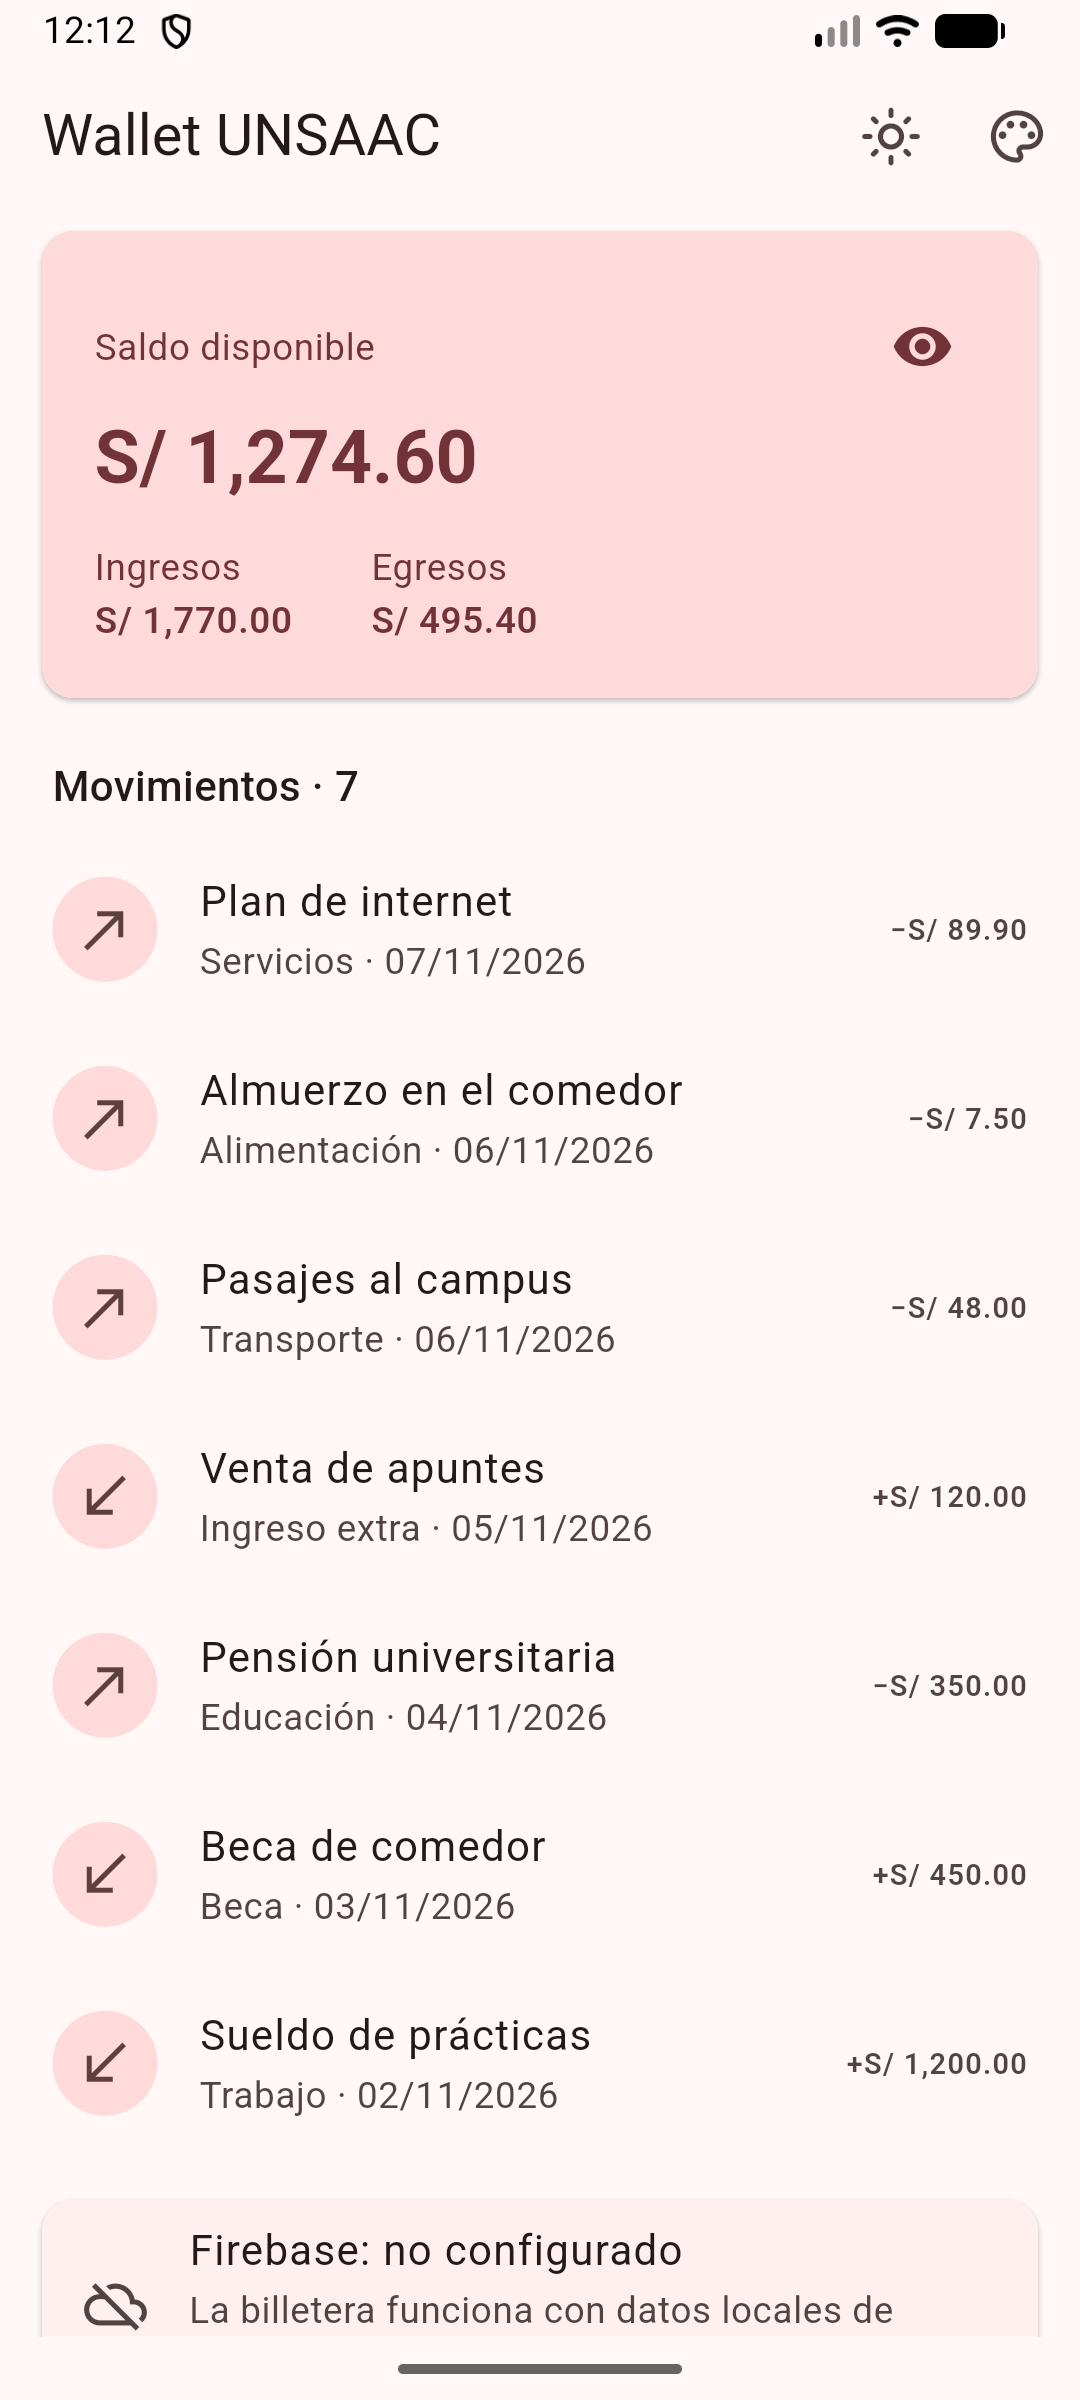 12:12
Wallet UNSAAC
Saldo disponible
S/ 1,274.60
Ingresos Egresos
S/ 1,770.00 S/ 495.40
Movimientos · 7
Plan de internet
Servicios · 07/11/2026
−S/ 89.90
Almuerzo en el comedor
Alimentación · 06/11/2026
−S/ 7.50
Pasajes al campus
Transporte · 06/11/2026
−S/ 48.00
Venta de apuntes
Ingreso extra · 05/11/2026
+S/ 120.00
Pensión universitaria
Educación · 04/11/2026
−S/ 350.00
Beca de comedor
Beca · 03/11/2026
+S/ 450.00
Sueldo de prácticas
Trabajo · 02/11/2026
+S/ 1,200.00
Firebase: no configurado
La billetera funciona con datos locales de